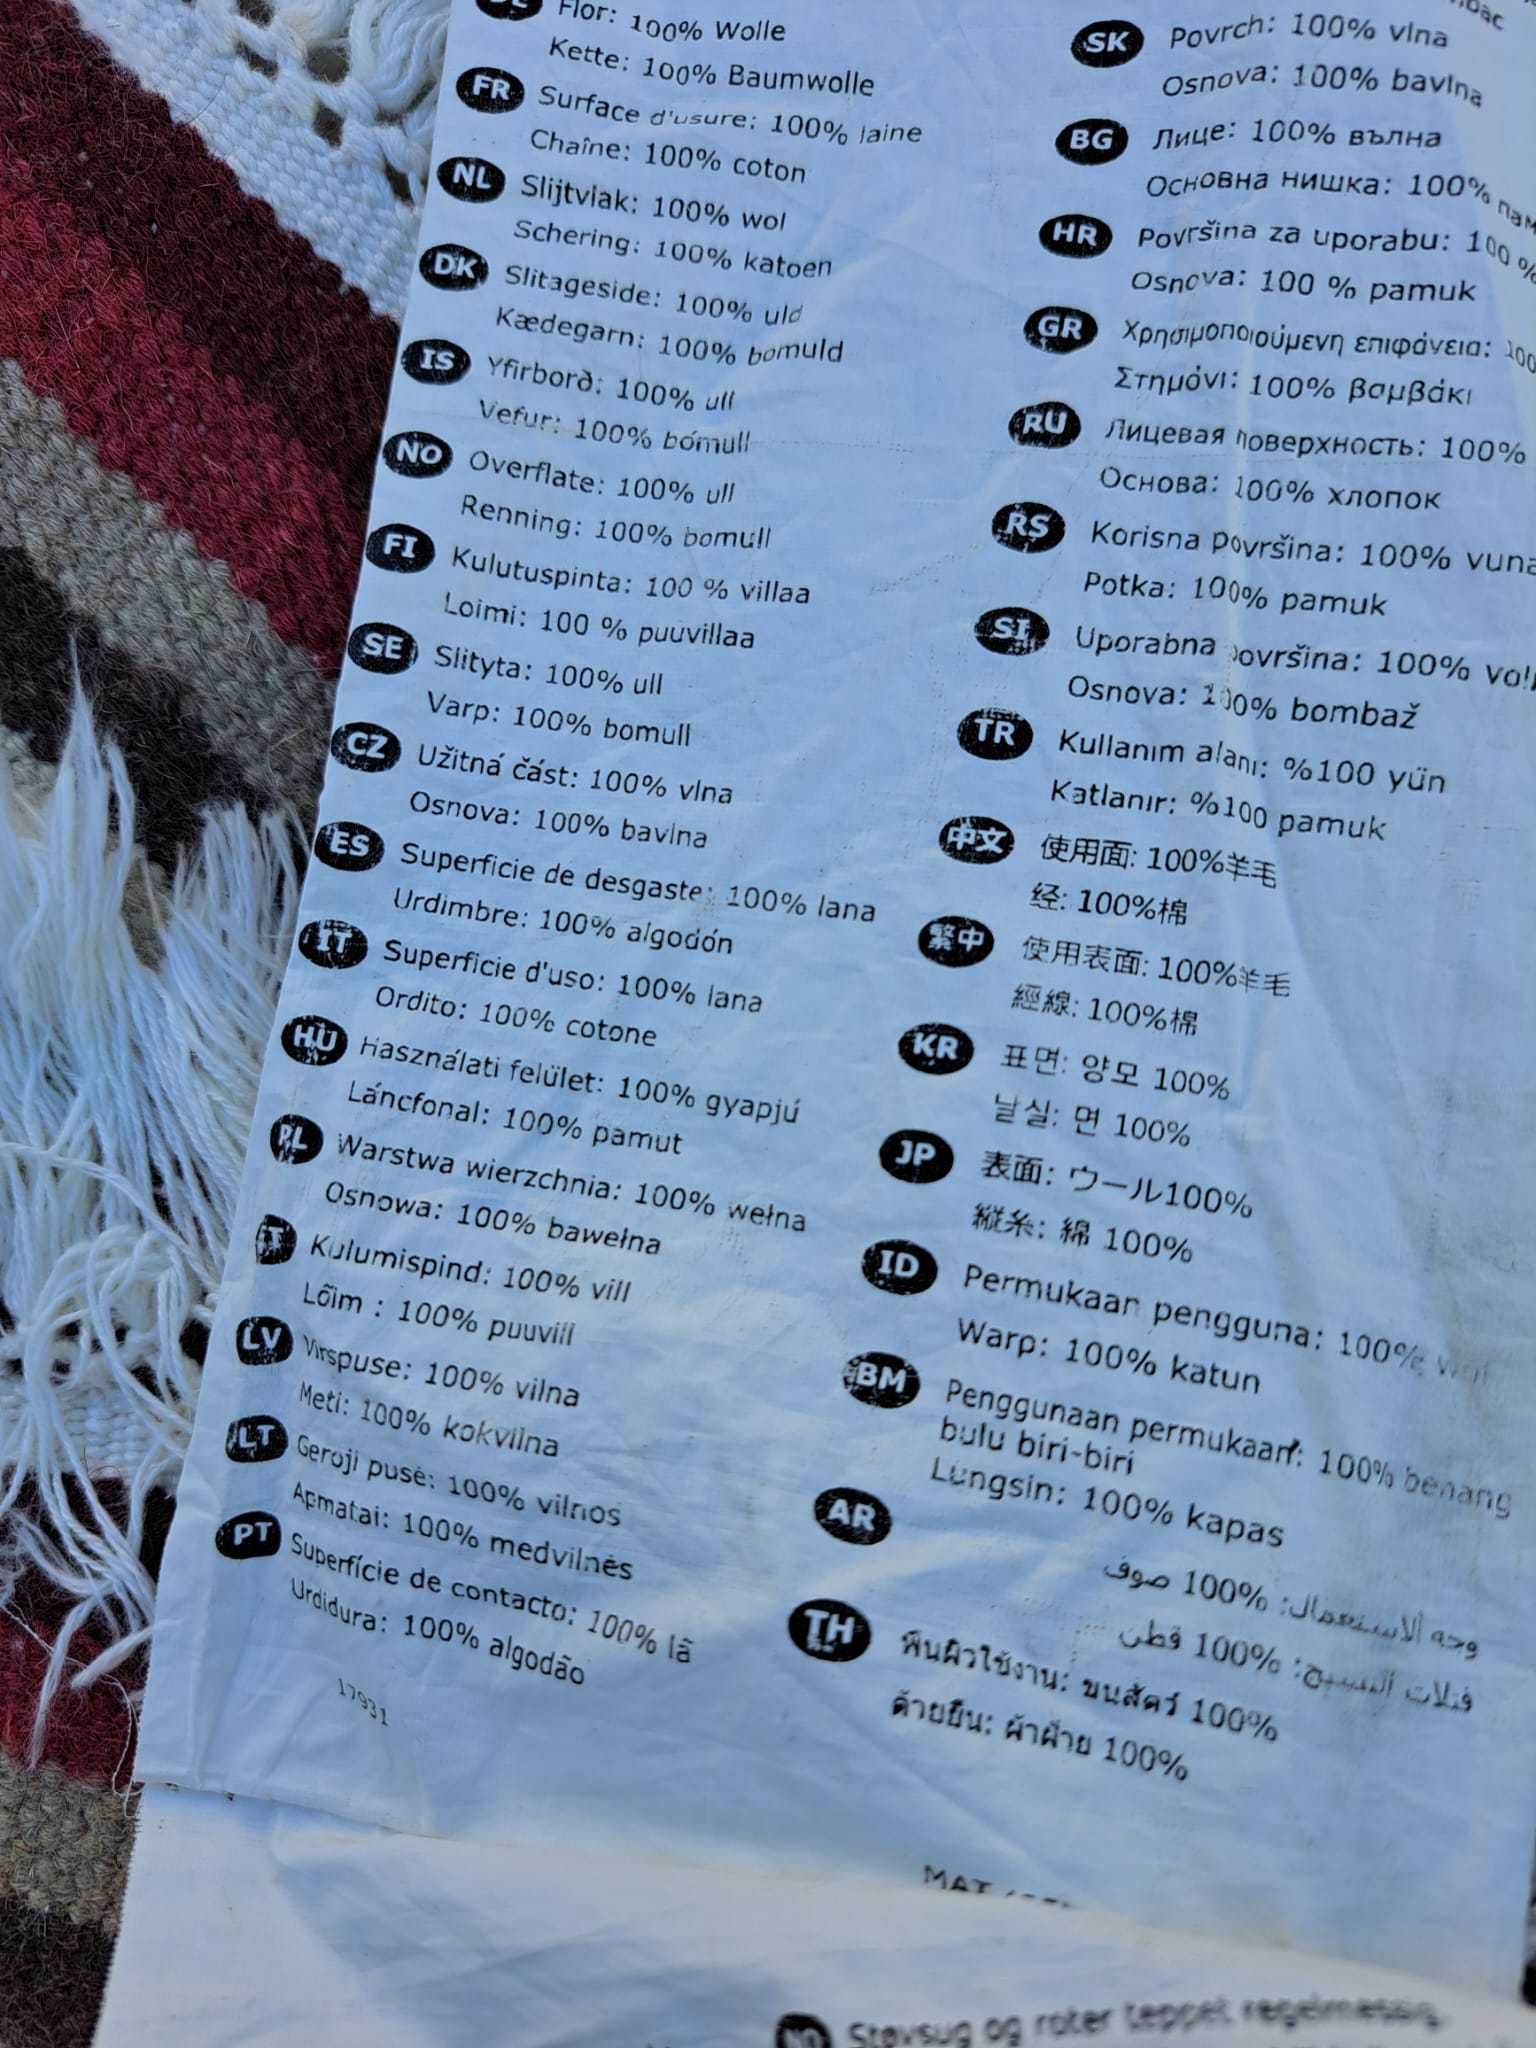 Flor: 100% Wolle
Kette: 100% Baumwolle
FR Surface d'usure: 100% laine
Chaîne: 100% coton
NL Slijtvlak: 100% wol
Schering: 100% katoen
DK Slitageside: 100% uld
Kædegarn: 100% bomuld
IS Yfirborð: 100% ull
Vefur: 100% bómull
NO Overflate: 100% ull
Renning: 100% bomull
FI Kulutuspinta: 100 % villaa
Loimi: 100 % puuvillaa
SE Slityta: 100% ull
Varp: 100% bomull
CZ Užitná část: 100% vlna
Osnova: 100% bavlna
ES Superficie de desgaste: 100% lana
Urdimbre: 100% algodón
IT Superficie d'uso: 100% lana
Ordito: 100% cotone
HU Használati felület: 100% gyapjú
Láncfonal: 100% pamut
PL Warstwa wierzchnia: 100% wełna
Osnowa: 100% bawełna
Kulumispind: 100% vill
Lõim : 100% puuvill
LV Virspuse: 100% vilna
Meti: 100% kokvilna
LT Geroji pusė: 100% vilnos
Apmatai: 100% medvilnės
PT Superfície de contacto: 100% lã
Urdidura: 100% algodão
17931
SK Povrch: 100% vlna
Osnova: 100% bavlna
BG Лице: 100% вълна
Основна нишка: 100%
HR Površina za uporabu: 100 %
Osnova: 100 % pamuk
GR Χρησιμοποιούμενη επιφάνεια: 100
Στημόνι: 100% βαμβάκι
RU Лицевая поверхность: 100%
Основа: 100% хлопок
RS Korisna površina: 100% vuna
Potka: 100% pamuk
SI Uporabna površina: 100%
Osnova: 100% bombaž
TR Kullanım alanı: %100 yün
Katlanır: %100 pamuk
中文 使用面: 100%羊毛
经: 100%棉
繁中 使用表面: 100%羊毛
經線: 100%棉
KR 표면: 양모 100%
날실: 면 100%
JP 表面: ウール100%
縦糸: 綿 100%
ID Permukaan pengguna: 100% wol
Warp: 100% katun
BM Penggunaan permukaan: 100% benang
bulu biri-biri
Lungsin: 100% kapas
AR
وجه الاستعمال: 100% صوف
فتلات النسيج: 100% قطن
TH พื้นผิวใช้งาน: ขนสัตว์ 100%
ด้ายยืน: ผ้าฝ้าย 100%
MAT
NO Støvsug og roter teppet regelmessig.